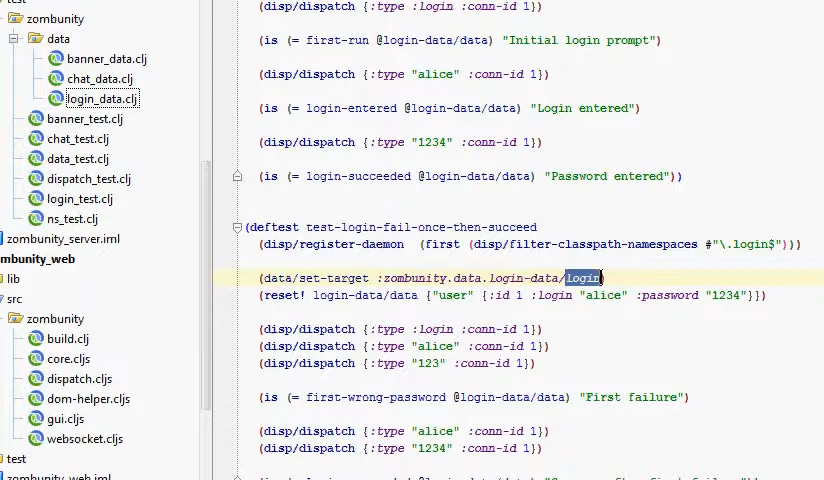 zombunity
data
banner_data.clj
chat_data.clj
login_data.clj
banner_test.clj
chat_test.clj
data_test.clj
dispatch_test.clj
login_test.clj
ns_test.clj
zombunity_server.iml
mbunity_web
lib
src
zombunity
build.clj
core.cljs
dispatch.cljs
dom-helper.cljs
gui.cljs
websocket.cljs
test
zombunity_web.iml
(disp/dispatch {:type :login :conn-id 1})
(is (= first-run @login-data/data) "Initial login prompt")
(disp/dispatch {:type "alice" :conn-id 1})
(is (= login-entered @login-data/data) "Login entered")
(disp/dispatch {:type "1234" :conn-id 1})
(is (= login-succeeded @login-data/data) "Password entered"))
(deftest test-login-fail-once-then-succeed
(disp/register-daemon (first (disp/filter-classpath-namespaces #"\.login$")))
(data/set-target :zombunity.data.login-data/login)
(reset! login-data/data {"user" {:id 1 :login "alice" :password "1234"}})
(disp/dispatch {:type :login :conn-id 1})
(disp/dispatch {:type "alice" :conn-id 1})
(disp/dispatch {:type "123" :conn-id 1})
(is (= first-wrong-password @login-data/data) "First failure")
(disp/dispatch {:type "alice" :conn-id 1})
(disp/dispatch {:type "1234" :conn-id 1})